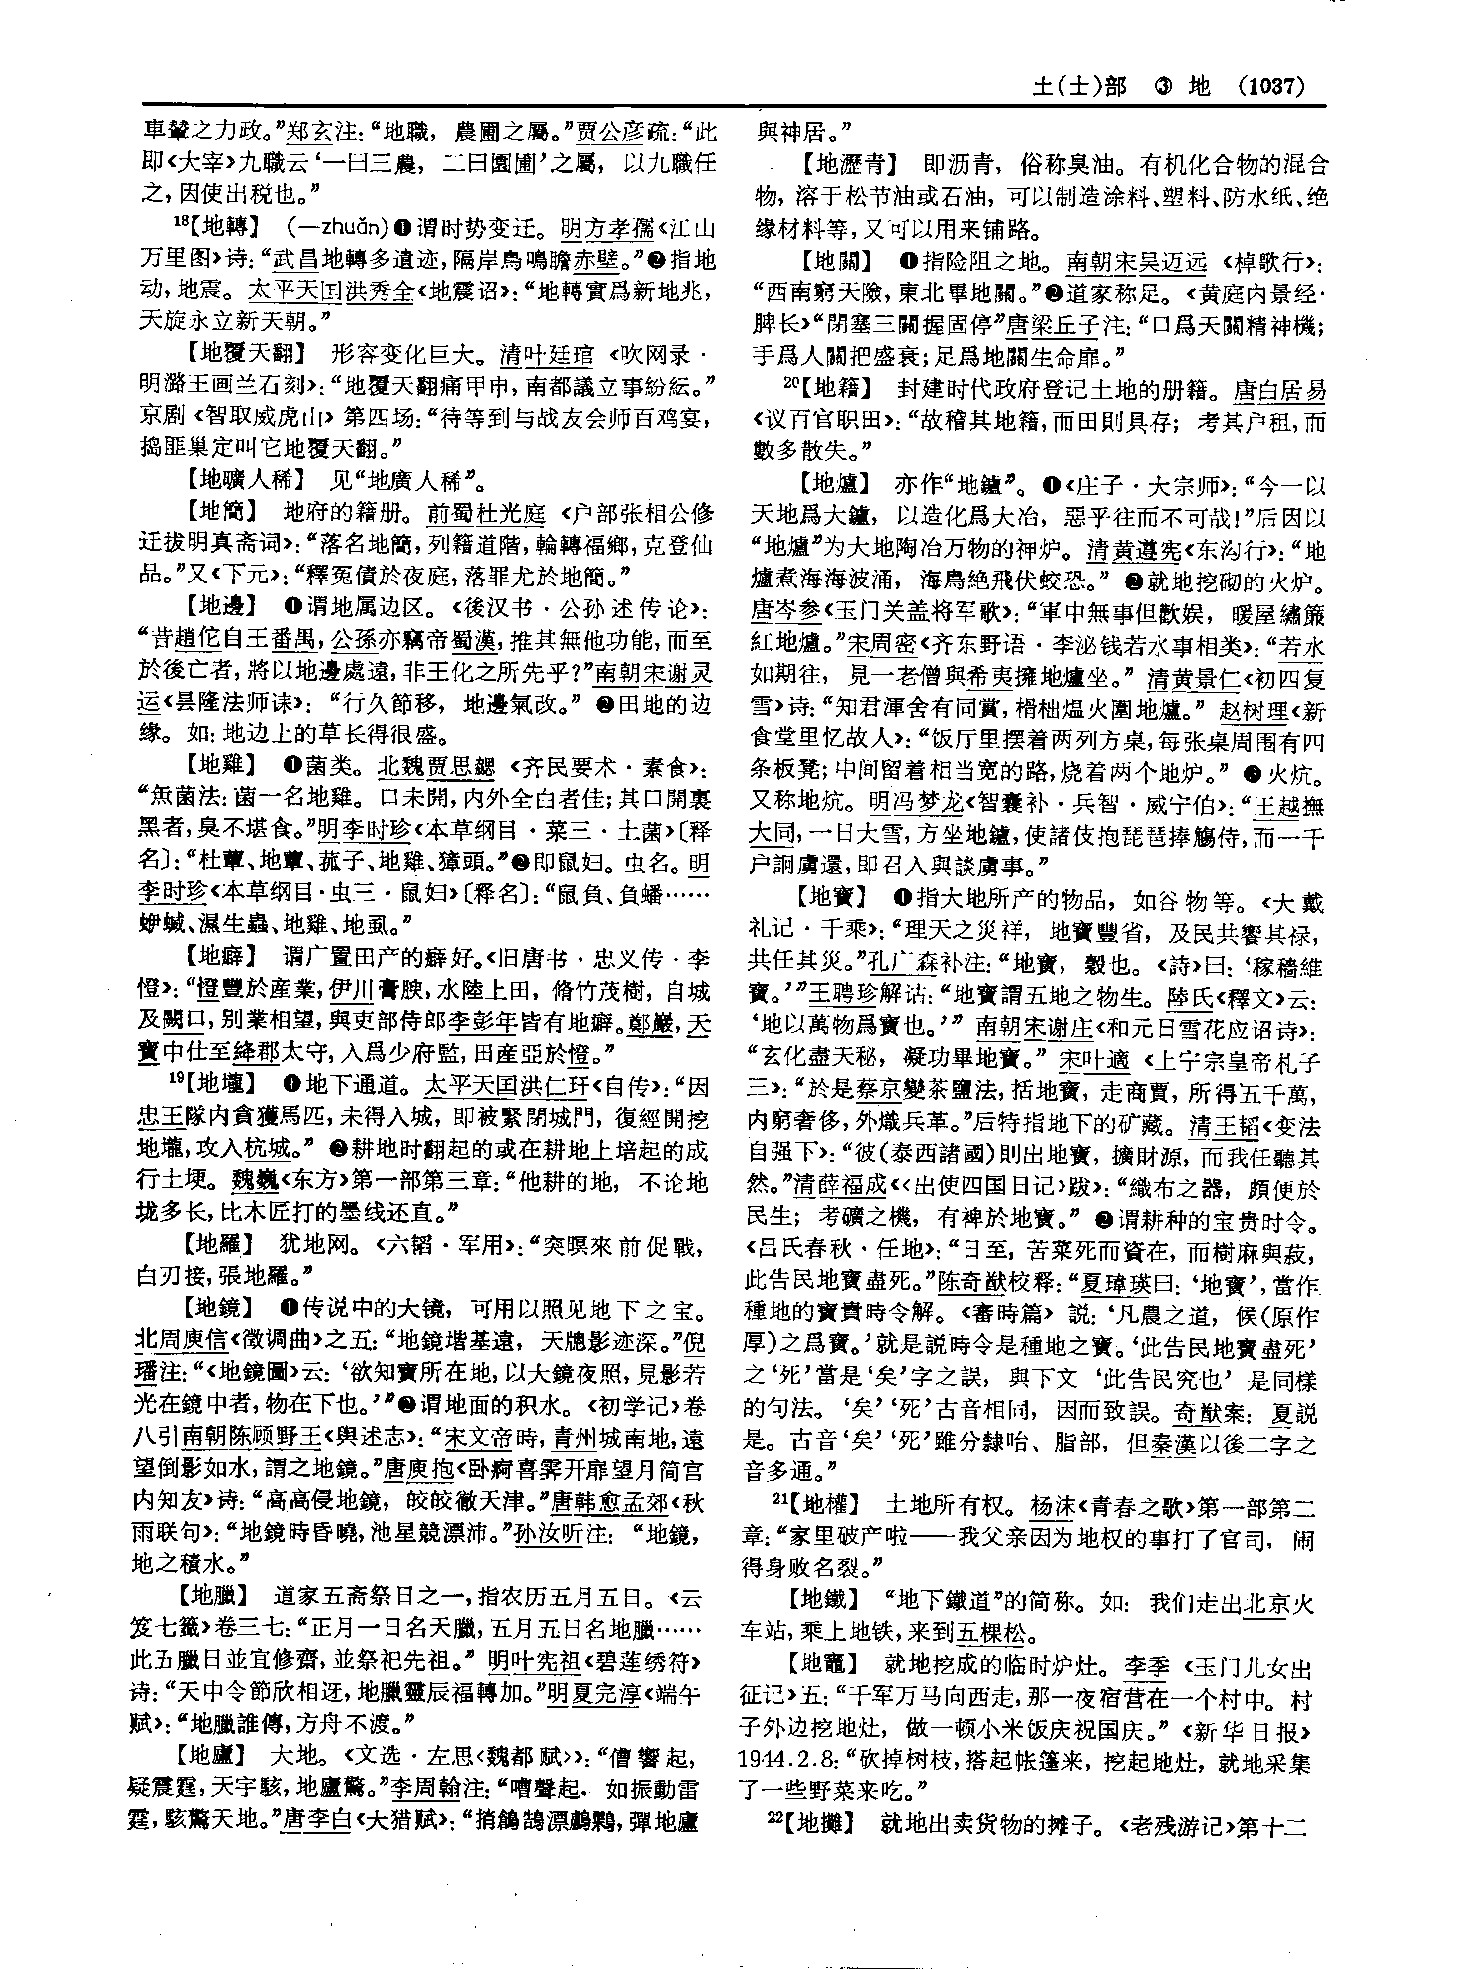 土(士)部 ③ 地 (1037)
車輦之力政。”郑玄注：“地職，農圃之屬。”贾公彦疏：“此
即〈大宰〉九職云‘一曰三農，二曰園圃’之屬，以九職任
之，因使出税也。”
¹⁸【地轉】 (—zhuǎn)❶谓时势变迁。明方孝孺〈江山
万里图〉诗：“武昌地轉多遺迹，隔岸鳥鳴瞻赤壁。”❷指地
动，地震。太平天囯洪秀全〈地震诏〉：“地轉實爲新地兆，
天旋永立新天朝。”
【地覆天翻】 形容变化巨大。清叶廷琯〈吹网录·
明潞王画兰石刻〉：“地覆天翻痛甲申，南都議立事紛紜。”
京剧〈智取威虎山〉第四场：“待等到与战友会师百鸡宴，
捣匪巢定叫它地覆天翻。”
【地曠人稀】 见“地廣人稀”。
【地簡】 地府的籍册。前蜀杜光庭〈户部张相公修
迁拔明真斋词〉：“落名地簡，列籍道階，輪轉福鄉，克登仙
品。”又〈下元〉：“釋冤債於夜庭，落罪尤於地簡。”
【地邊】 ❶谓地属边区。〈後汉书·公孙述传论〉：
“昔趙佗自王番禺，公孫亦竊帝蜀漢，推其無他功能，而至
於後亡者，將以地邊處遠，非王化之所先乎？”南朝宋谢灵
运〈昙隆法师诔〉：“行久節移，地邊氣改。”❷田地的边
缘。如：地边上的草长得很盛。
【地雞】 ❶菌类。北魏贾思勰〈齐民要术·素食〉：
“缹菌法：菌一名地雞。口未開，内外全白者佳；其口開裏
黑者，臭不堪食。”明李时珍〈本草纲目·菜三·土菌〉〔释
名〕：“杜蕈、地蕈、菰子、地雞、獐頭。”❷即鼠妇。虫名。明
李时珍〈本草纲目·虫三·鼠妇〉〔释名〕：“鼠負、負蟠……
蛜蝛、濕生蟲、地雞、地虱。”
【地癖】 谓广置田产的癖好。〈旧唐书·忠义传·李
憕〉：“憕豐於産業，伊川膏腴，水陸上田，脩竹茂樹，自城
及闕口，别業相望，與吏部侍郎李彭年皆有地癖。鄭巖，天
寶中仕至絳郡太守，入爲少府監，田産亞於憕。”
¹⁹【地壠】 ❶地下通道。太平天囯洪仁玕〈自传〉：“因
忠王隊内貪獲馬匹，未得入城，即被緊閉城門，復經開挖
地壠，攻入杭城。”❷耕地时翻起的或在耕地上培起的成
行土埂。魏巍〈东方〉第一部第三章：“他耕的地，不论地
垅多长，比木匠打的墨线还直。”
【地羅】 犹地网。〈六韬·军用〉：“突暝來前促戰，
白刃接，張地羅。”
【地鏡】 ❶传说中的大镜，可用以照见地下之宝。
北周庾信〈徵调曲〉之五：“地鏡堦基遠，天牕影迹深。”倪
璠注：“〈地鏡圖〉云：‘欲知寶所在地，以大鏡夜照，見影若
光在鏡中者，物在下也。’”❷谓地面的积水。〈初学记〉卷
八引南朝陈顾野王〈舆述志〉：“宋文帝時，青州城南地，遠
望倒影如水，謂之地鏡。”唐庾抱〈卧痾喜霁开扉望月简宫
内知友〉诗：“高高侵地鏡，皎皎徹天津。”唐韩愈孟郊〈秋
雨联句〉：“地鏡時昏曉，池星競漂沛。”孙汝听注：“地鏡，
地之積水。”
【地臘】 道家五斋祭日之一，指农历五月五日。〈云
笈七籤〉卷三七：“正月一日名天臘，五月五日名地臘……
此五臘日並宜修齋，並祭祀先祖。”明叶宪祖〈碧莲绣符〉
诗：“天中令節欣相迓，地臘靈辰福轉加。”明夏完淳〈端午
赋〉：“地臘誰傳，方舟不渡。”
【地廬】 大地。〈文选·左思〈魏都赋〉〉：“僧響起，
疑震霆，天宇駭，地廬驚。”李周翰注：“嘈聲起，如振動雷
霆，駭驚天地。”唐李白〈大猎赋〉：“捎鶬鴰漂鸕鷀，彈地廬
與神居。”
【地瀝青】 即沥青，俗称臭油。有机化合物的混合
物，溶于松节油或石油，可以制造涂料、塑料、防水纸、绝
缘材料等，又可以用来铺路。
【地關】 ❶指险阻之地。南朝宋吴迈远〈棹歌行〉：
“西南窮天險，東北畢地關。”❷道家称足。〈黄庭内景经·
脾长〉“閉塞三關握固停”唐梁丘子注：“口爲天關精神機；
手爲人關把盛衰；足爲地關生命扉。”
²⁰【地籍】 封建时代政府登记土地的册籍。唐白居易
〈议百官职田〉：“故稽其地籍，而田則具存；考其户租，而
數多散失。”
【地爐】 亦作“地鑪”。❶〈庄子·大宗师〉：“今一以
天地爲大鑪，以造化爲大冶，惡乎往而不可哉！”后因以
“地爐”为大地陶冶万物的神炉。清黄遵宪〈东沟行〉：“地
爐煮海海波涌，海鳥絶飛伏蛟恐。”❷就地挖砌的火炉。
唐岑参〈玉门关盖将军歌〉：“軍中無事但歡娱，暖屋繡簾
紅地爐。”宋周密〈齐东野语·李泌钱若水事相类〉：“若水
如期往，見一老僧與希夷擁地爐坐。”清黄景仁〈初四复
雪〉诗：“知君渾舍有同賞，榾柮煴火圍地爐。”赵树理〈新
食堂里忆故人〉：“饭厅里摆着两列方桌，每张桌周围有四
条板凳；中间留着相当宽的路，烧着两个地炉。”❸火炕。
又称地炕。明冯梦龙〈智囊补·兵智·威宁伯〉：“王越撫
大同，一日大雪，方坐地鑪，使諸伎抱琵琶捧觴侍，而一千
户詗虜還，即召入與談虜事。”
【地寶】 ❶指大地所产的物品，如谷物等。〈大戴
礼记·千乘〉：“理天之災祥，地寶豐省，及民共饗其禄，
共任其災。”孔广森补注：“地寶，穀也。〈詩〉曰：‘稼穡維
寶。’”王聘珍解诂：“地寶謂五地之物生。陸氏〈釋文〉云：
‘地以萬物爲寶也。’”南朝宋谢庄〈和元日雪花应诏诗〉：
“玄化盡天秘，凝功畢地寶。”宋叶適〈上宁宗皇帝札子
三〉：“於是蔡京變茶鹽法，括地寶，走商賈，所得五千萬，
内窮奢侈，外熾兵革。”后特指地下的矿藏。清王韬〈变法
自强下〉：“彼（泰西諸國）則出地寶，擴財源，而我任聽其
然。”清薛福成〈〈出使四国日记〉跋〉：“織布之器，頗便於
民生；考礦之機，有裨於地寶。”❷谓耕种的宝贵时令。
〈吕氏春秋·任地〉：“日至，苦菜死而資在，而樹麻與菽，
此告民地寶盡死。”陈奇猷校释：“夏瑋瑛曰：‘地寶’，當作
種地的寶貴時令解。〈審時篇〉説：‘凡農之道，候（原作
厚）之爲寶。’就是説時令是種地之寶。‘此告民地寶盡死’
之‘死’當是‘矣’字之誤，與下文‘此告民究也’是同樣
的句法。‘矣’‘死’古音相同，因而致誤。奇猷案：夏説
是。古音‘矣’‘死’雖分隸咍、脂部，但秦漢以後二字之
音多通。”
²¹【地權】 土地所有权。杨沫〈青春之歌〉第一部第二
章：“家里破产啦——我父亲因为地权的事打了官司，闹
得身败名裂。”
【地鐵】 “地下鐵道”的简称。如：我们走出北京火
车站，乘上地铁，来到五棵松。
【地竈】 就地挖成的临时炉灶。李季〈玉门儿女出
征记〉五：“千军万马向西走，那一夜宿营在一个村中。村
子外边挖地灶，做一顿小米饭庆祝国庆。”〈新华日报〉
1944.2.8：“砍掉树枝，搭起帐篷来，挖起地灶，就地采集
了一些野菜来吃。”
²²【地攤】 就地出卖货物的摊子。〈老残游记〉第十二